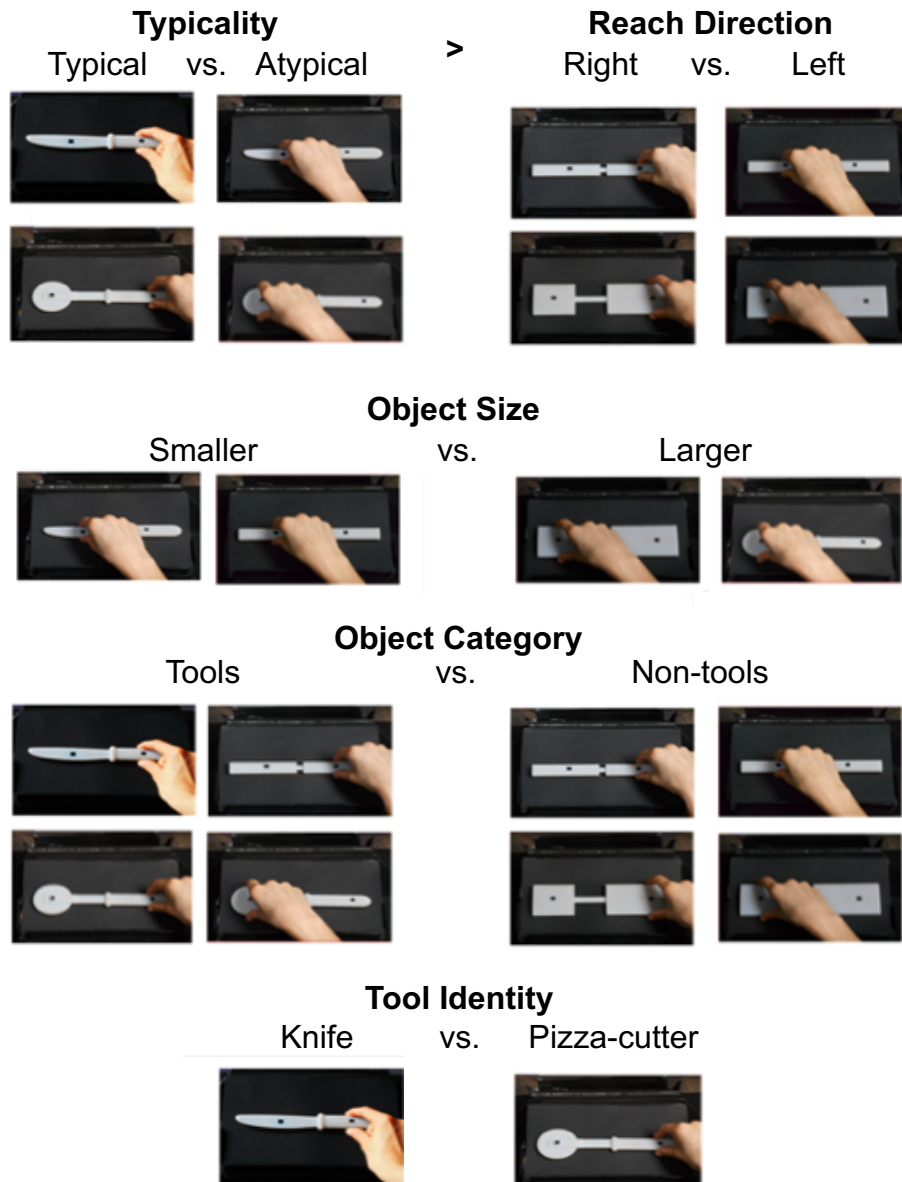 Typicality
>
Reach Direction
Typical vs. Atypical
Right vs. Left
Object Size
Smaller vs. Larger
Object Category
Tools vs. Non-tools
Tool Identity
Knife vs. Pizza-cutter